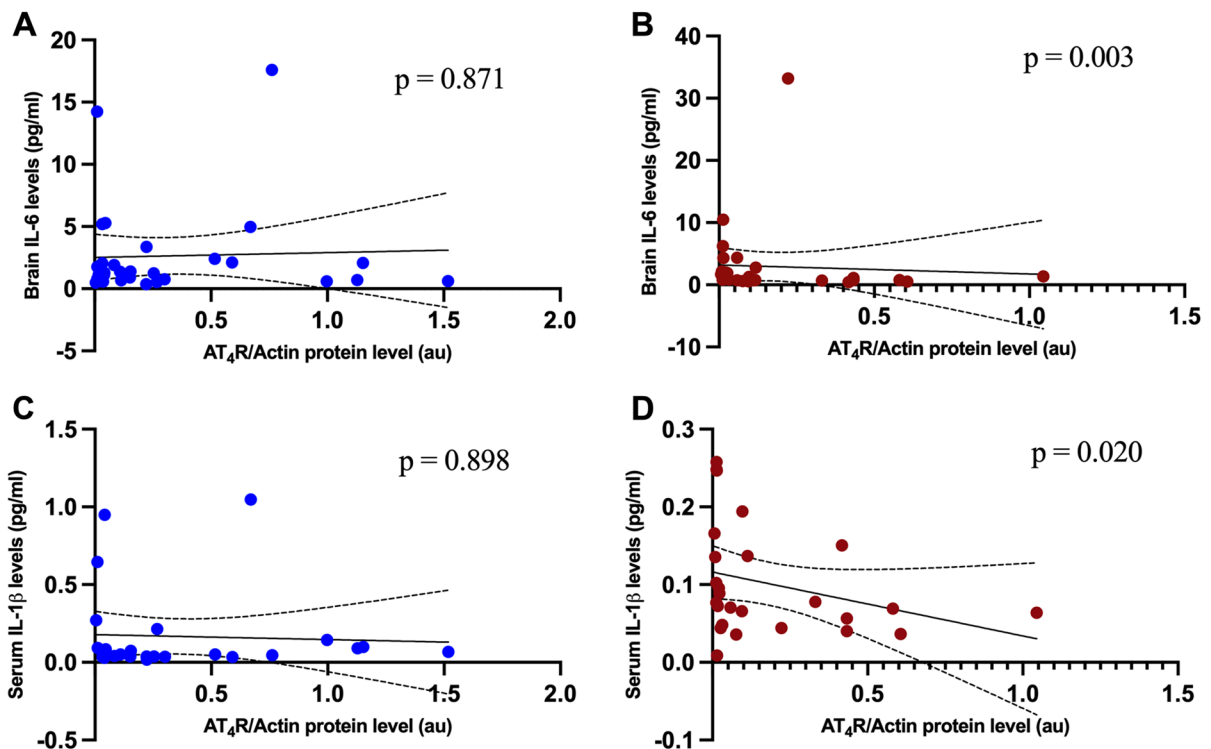 A
Brain IL-6 levels (pg/ml)
20
15
10
5
0
-5
p = 0.871
0.5
1.0
1.5
2.0
AT4R/Actin protein level (au)
B
Brain IL-6 levels (pg/ml)
40
30
20
10
0
-10
p = 0.003
0.5
1.0
1.5
AT4R/Actin protein level (au)
C
Serum IL-1β levels (pg/ml)
1.5
1.0
0.5
0.0
-0.5
p = 0.898
0.5
1.0
1.5
2.0
AT4R/Actin protein level (au)
D
Serum IL-1β levels (pg/ml)
0.3
0.2
0.1
0.0
-0.1
p = 0.020
0.5
1.0
1.5
AT4R/Actin protein level (au)